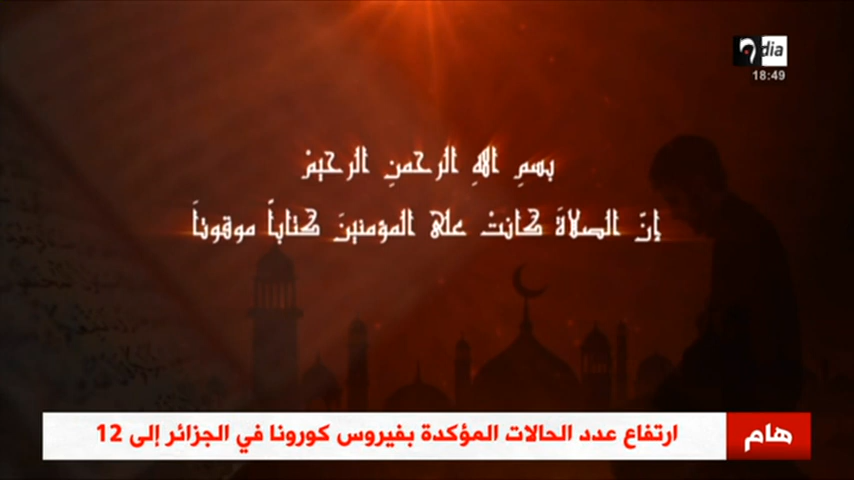 dia
18:49
بسمِ اللهِ الرحمنِ الرحيمْ
إنّ الصلاةَ كانتْ على المؤمنينَ كتاباً موقوتاَ
هام
ارتفاع عدد الحالات المؤكدة بفيروس كورونا في الجزائر إلى 12